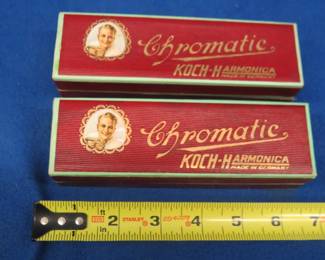 Chromatic
KOCH-HARMONICA
MADE IN GERMANY
Chromatic
KOCH-HARMONICA
MADE IN GERMANY
ft in 2 STANLEY 3 4 5 6 7